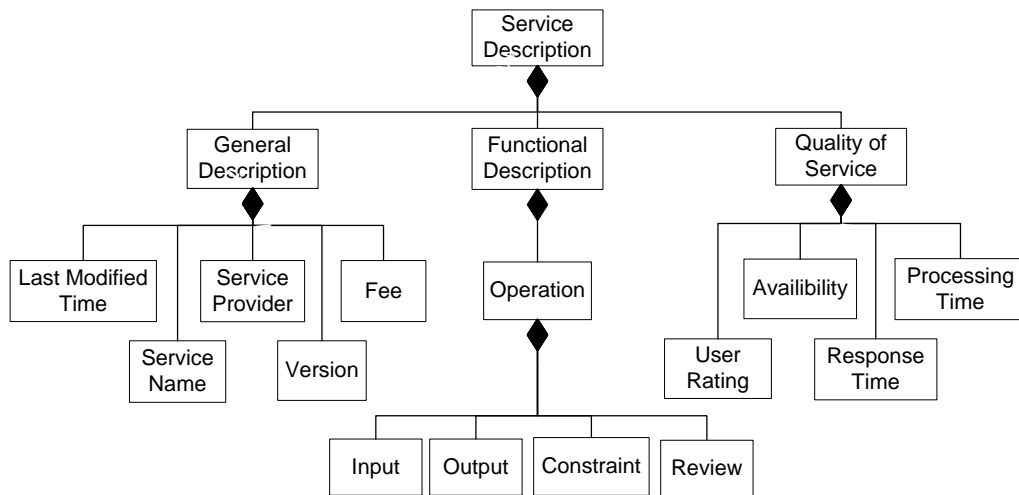 Service
Description
General
Description
Functional
Description
Quality of
Service
Last Modified
Time
Service
Provider
Fee
Operation
Availibility
Processing
Time
Service
Name
Version
User
Rating
Response
Time
Input
Output
Constraint
Review